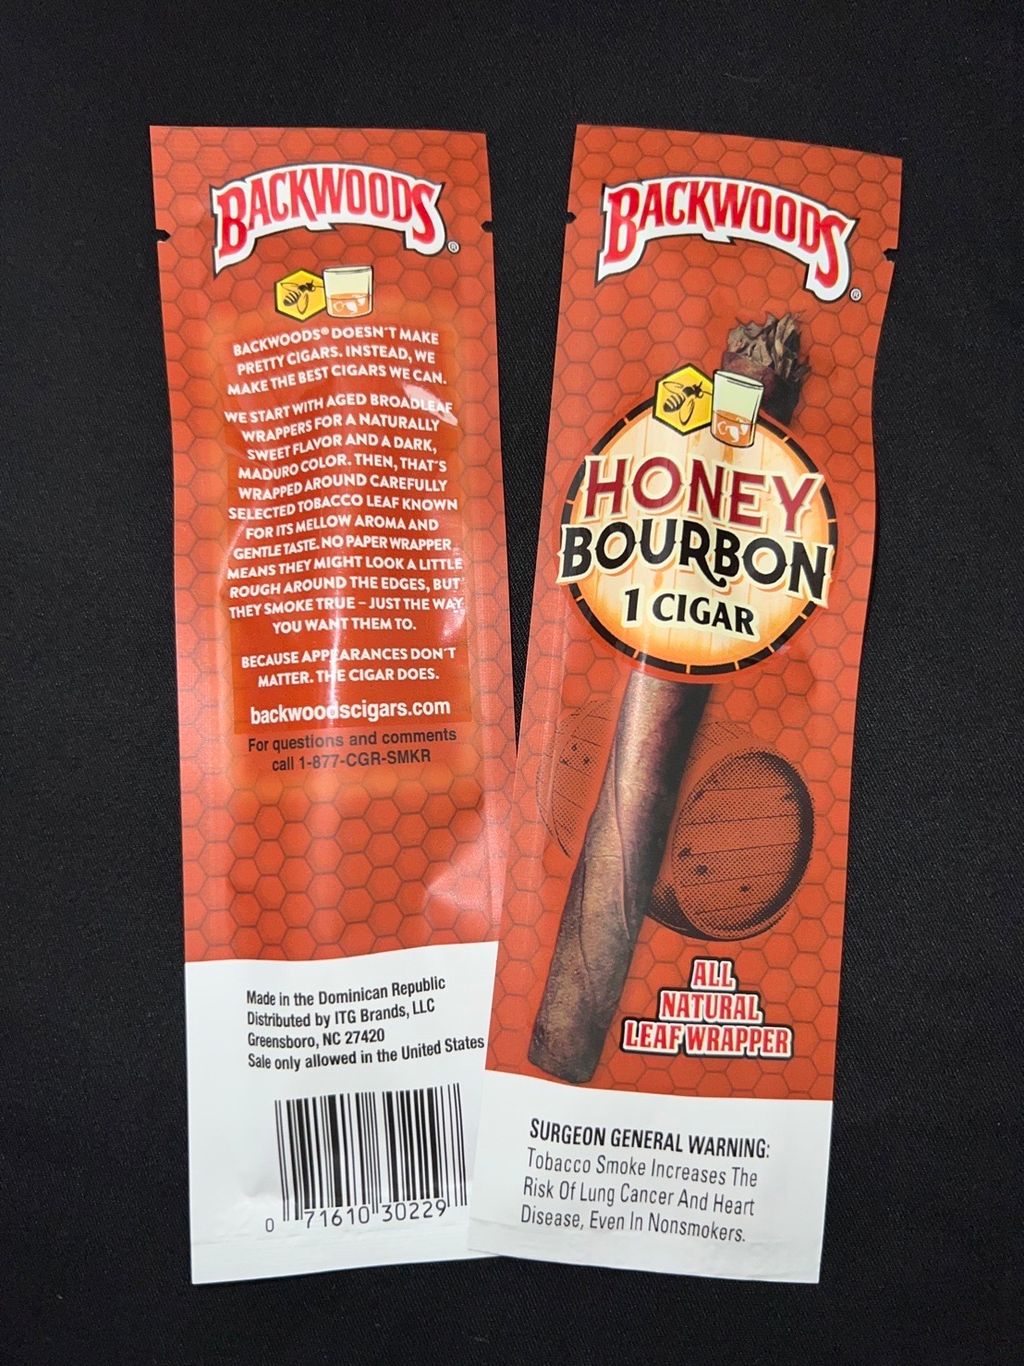 BACKWOODS®
BACKWOODS® DOESN'T MAKE
PRETTY CIGARS. INSTEAD, WE
MAKE THE BEST CIGARS WE CAN.
WE START WITH AGED BROADLEAF
WRAPPERS FOR A NATURALLY
SWEET FLAVOR AND A DARK,
MADURO COLOR. THEN, THAT'S
WRAPPED AROUND CAREFULLY
SELECTED TOBACCO LEAF KNOWN
FOR ITS MELLOW AROMA AND
GENTLE TASTE. NO PAPER WRAPPER
MEANS THEY MIGHT LOOK A LITTLE
ROUGH AROUND THE EDGES, BUT
THEY SMOKE TRUE – JUST THE WAY
YOU WANT THEM TO.
BECAUSE APPEARANCES DON'T
MATTER. THE CIGAR DOES.
backwoodscigars.com
For questions and comments
call 1-877-CGR-SMKR
Made in the Dominican Republic
Distributed by ITG Brands, LLC
Greensboro, NC 27420
Sale only allowed in the United States
0 71610 30229
BACKWOODS®
HONEY
BOURBON
1 CIGAR
ALL
NATURAL
LEAF WRAPPER
SURGEON GENERAL WARNING:
Tobacco Smoke Increases The
Risk Of Lung Cancer And Heart
Disease, Even In Nonsmokers.